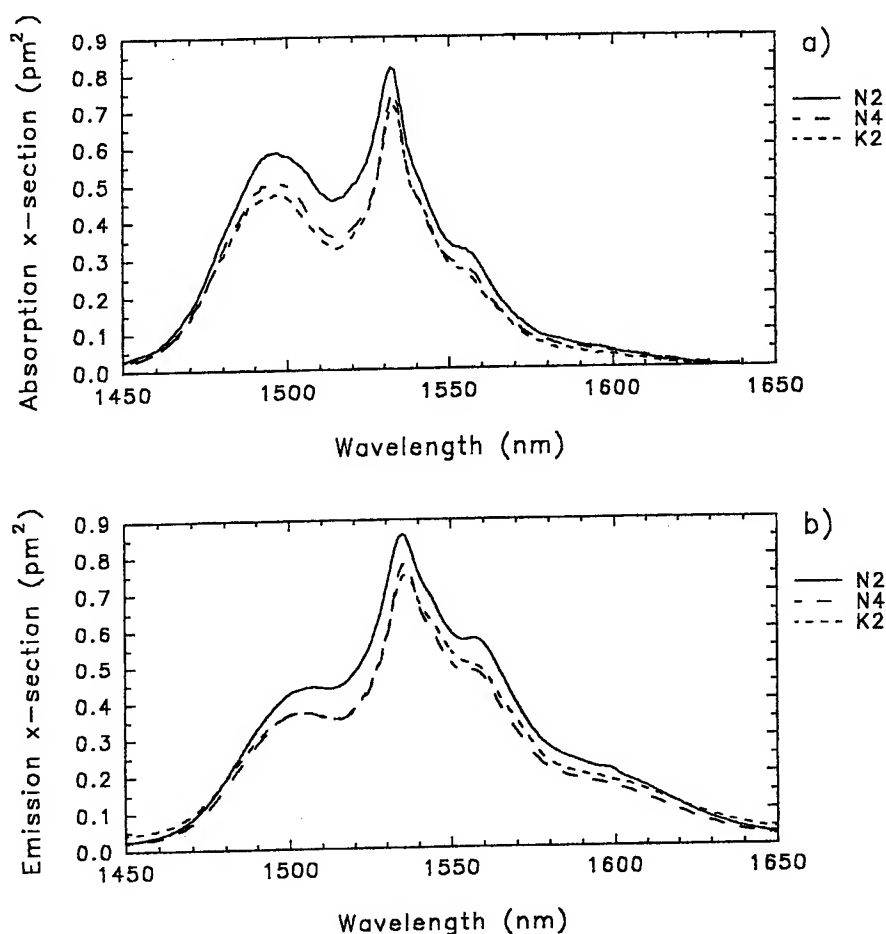 a)
Absorption x-section (pm²)
0.9
0.8
0.7
0.6
0.5
0.4
0.3
0.2
0.1
0.0
1450 1500 1550 1600 1650
Wavelength (nm)
N2
N4
K2
b)
Emission x-section (pm²)
0.9
0.8
0.7
0.6
0.5
0.4
0.3
0.2
0.1
0.0
1450 1500 1550 1600 1650
Wavelength (nm)
N2
N4
K2